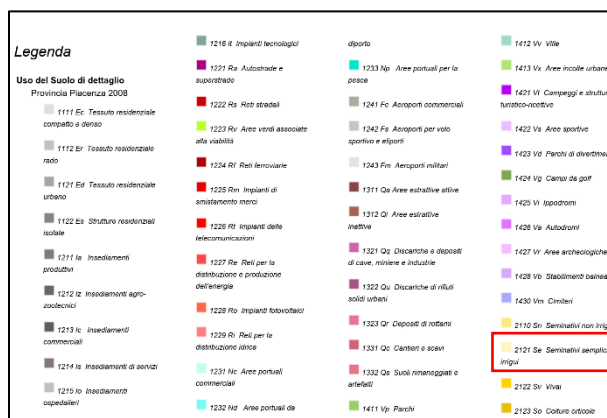 Legenda
Uso del Suolo di dettaglio
Provincia Piacenza 2008
1111 Ec Tessuto residenziale
compatto e denso
1112 Er Tessuto residenziale
rado
1121 Ed Tessuto residenziale
urbano
1122 Es Strutture residenziali
isolate
1211 Ia Insediamenti
produttivi
1212 Iz Insediamenti agro-
zootecnici
1213 Ic Insediamenti
commerciali
1214 Is Insediamenti di servizi
1215 Io Insediamenti
ospedalieri
1216 It Impianti tecnologici
1221 Ra Autostrade e
superstrade
1222 Rs Reti stradali
1223 Rv Aree verdi associate
alla viabilità
1224 Rf Reti ferroviarie
1225 Rm Impianti di
smistamento merci
1226 Rt Impianti delle
telecomunicazioni
1227 Re Reti per la
distribuzione e produzione
dell'energia
1228 Ro Impianti fotovoltaici
1229 Ri Reti per la
distribuzione idrica
1231 Nc Aree portuali
commerciali
1232 Nd Aree portuali da
diporto
1233 Np Aree portuali per la
pesca
1241 Fc Aeroporti commerciali
1242 Fs Aeroporti per volo
sportivo e eliporti
1243 Fm Aeroporti militari
1311 Qa Aree estrattive attive
1312 Qi Aree estrattive
inattive
1321 Qq Discariche e depositi
di cave, miniere e industrie
1322 Qu Discariche di rifiuti
solidi urbani
1323 Qr Depositi di rottami
1331 Qc Cantieri e scavi
1332 Qs Suoli rimaneggiati e
artefatti
1411 Vp Parchi
1412 Vv Ville
1413 Vx Aree incolte urbane
1421 Vt Campeggi e struttur
turistico-ricettive
1422 Vs Aree sportive
1423 Vd Parchi di divertimen
1424 Vg Campi da golf
1425 Vi Ippodromi
1426 Va Autodromi
1427 Vr Aree archeologiche
1428 Vb Stabilimenti balnea
1430 Vm Cimiteri
2110 Sn Seminativi non irrig
2121 Se Seminativi semplic
irrigui
2122 Sv Vivai
2123 So Colture orticole